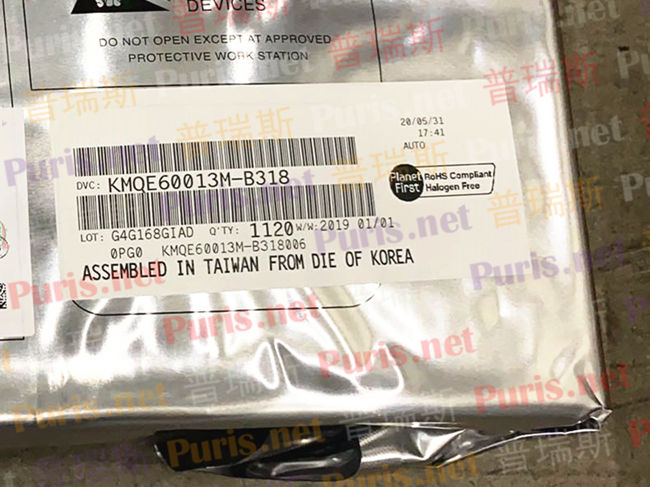 DEVICES
DO NOT OPEN EXCEPT AT APPROVED
PROTECTIVE WORK STATION
20/05/31
17:41
AUTO
DVC: KMQE60013M-B318
Planet First RoHS Compliant
Halogen Free
LOT: G4G168GIAD Q'TY: 1120 W/W: 2019 01/01
0PG0 KMQE60013M-B318006
ASSEMBLED IN TAIWAN FROM DIE OF KOREA
普瑞斯
Puris.net